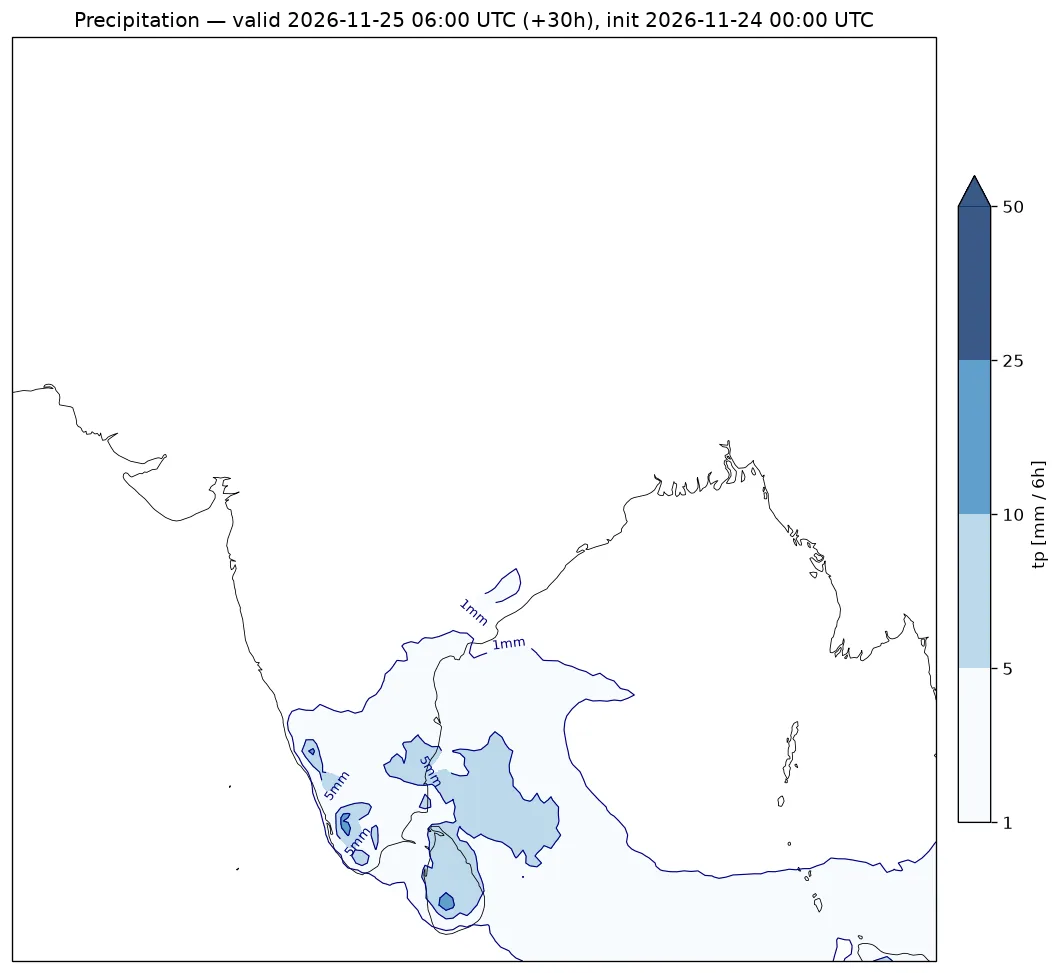 Precipitation — valid 2026-11-25 06:00 UTC (+30h), init 2026-11-24 00:00 UTC
50
25
10
5
1
tp [mm / 6h]
1mm
1mm
5mm
5mm
5mm